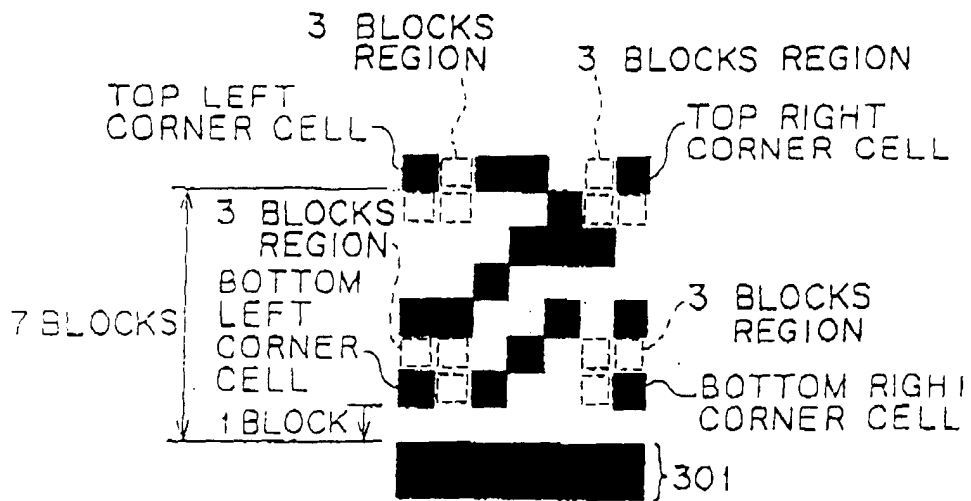 3 BLOCKS
REGION
3 BLOCKS REGION
TOP LEFT
CORNER CELL
TOP RIGHT
CORNER CELL
3 BLOCKS
REGION
BOTTOM
LEFT
CORNER
CELL
7 BLOCKS
3 BLOCKS
REGION
BOTTOM RIGH
CORNER CELL
1 BLOCK
301